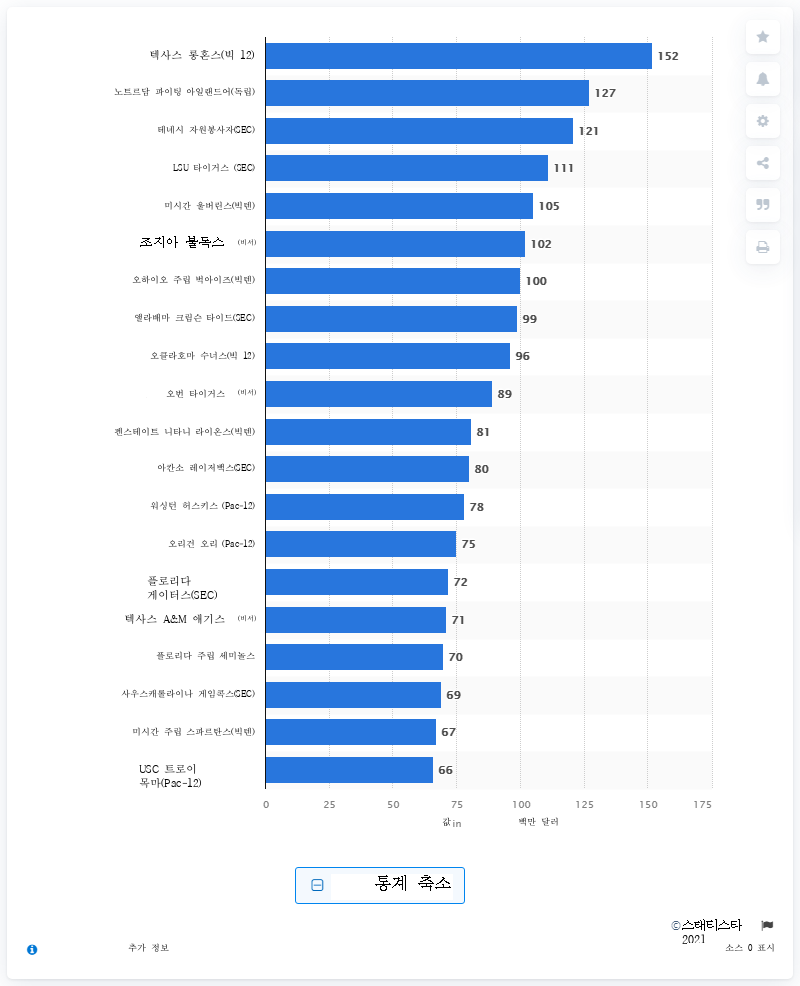 텍사스 롱혼스(빅 12) 152
노트르담 파이팅 아일랜드어(독립) 127
테네시 자원봉사자(SEC) 121
LSU 타이거스 (SEC) 111
미시간 울버린스(빅텐) 105
조지아 불독스 (비서) 102
오하이오 주립 벅아이즈(빅텐) 100
앨라배마 크림슨 타이드(SEC) 99
오클라호마 수너스(빅 12) 96
오번 타이거스 (비서) 89
펜스테이트 니타니 라이온스(빅텐) 81
아칸소 레이저백스(SEC) 80
워싱턴 허스키스 (Pac-12) 78
오리건 오리 (Pac-12) 75
플로리다
게이터스(SEC) 72
텍사스 A&M 애기스 (비서) 71
플로리다 주립 세미놀스 70
사우스캐롤라이나 게임콕스(SEC) 69
미시간 주립 스파르탄스(빅텐) 67
USC 트로이
목마(Pac-12) 66
0 25 50 75 100 125 150 175
값 in 백만 달러
통계 축소
©스태티스타
2021
추가 정보 소스 0 표시